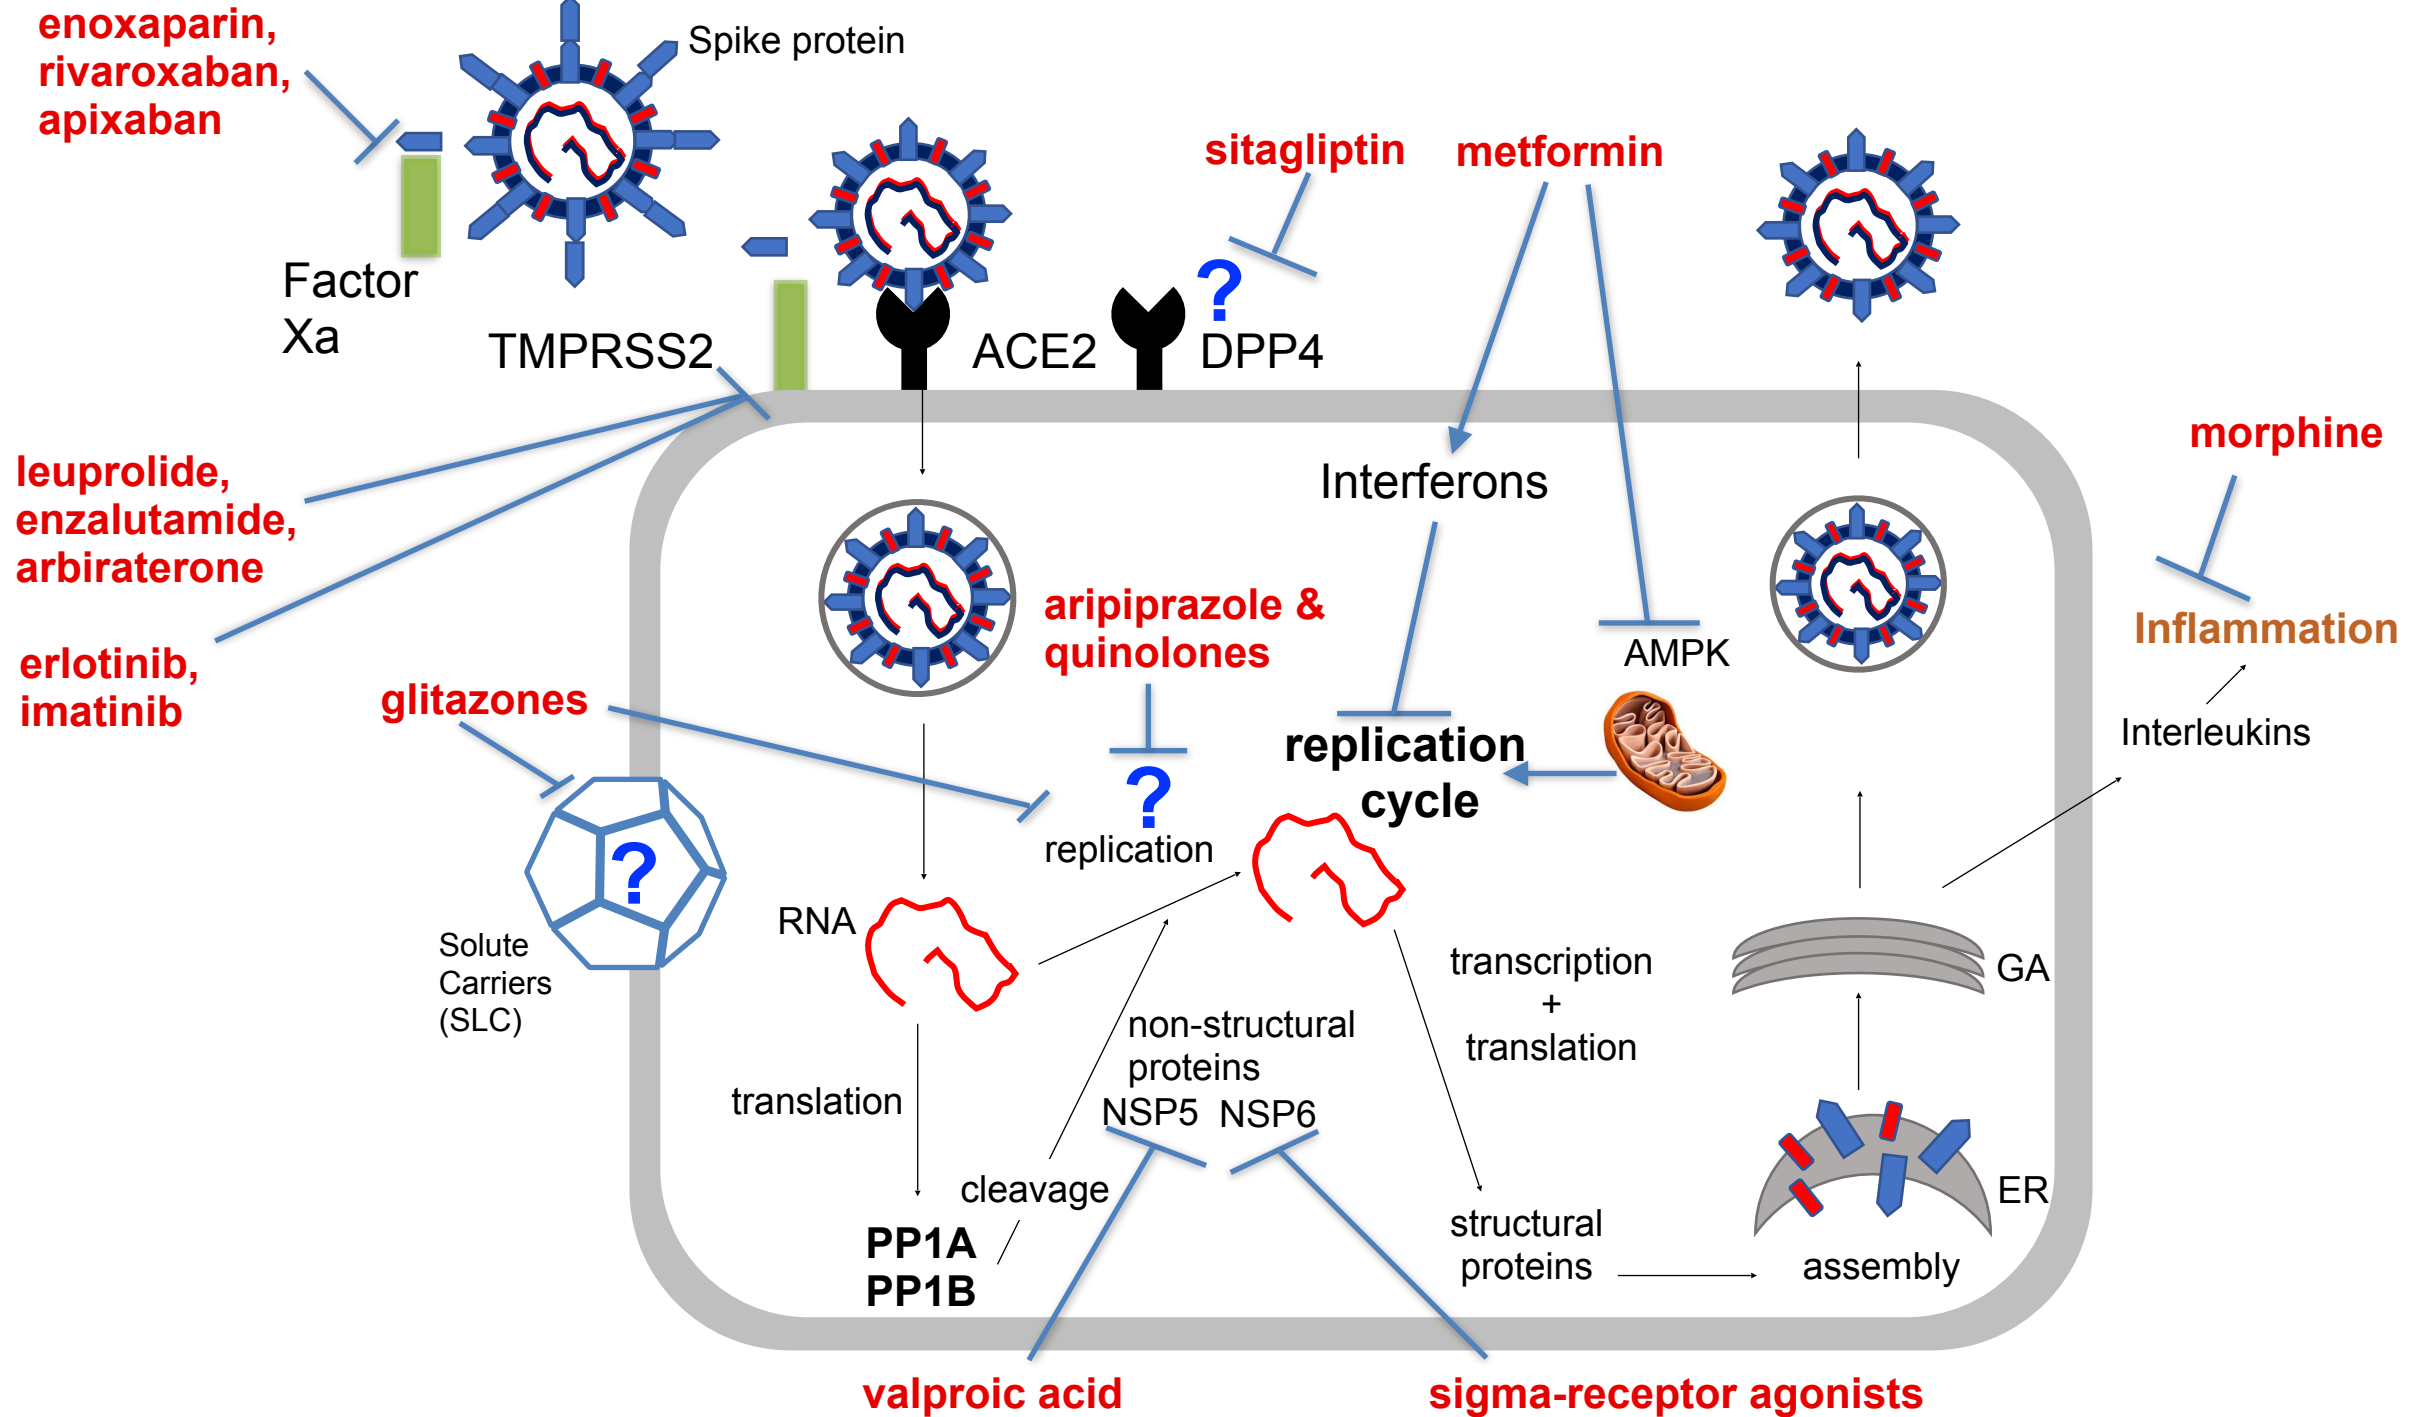 enoxaparin,
rivaroxaban,
apixaban
Spike protein
Factor
Xa
TMPRSS2
ACE2
sitagliptin
?
DPP4
metformin
leuprolide,
enzalutamide,
arbiraterone
erlotinib,
imatinib
glitazones
?
Solute
Carriers
(SLC)
Interferons
aripiprazole &
quinolones
?
replication
AMPK
replication
cycle
morphine
Inflammation
Interleukins
RNA
translation
PP1A
PP1B
cleavage
non-structural
proteins
NSP5 NSP6
transcription
+
translation
structural
proteins
GA
ER
assembly
valproic acid
sigma-receptor agonists